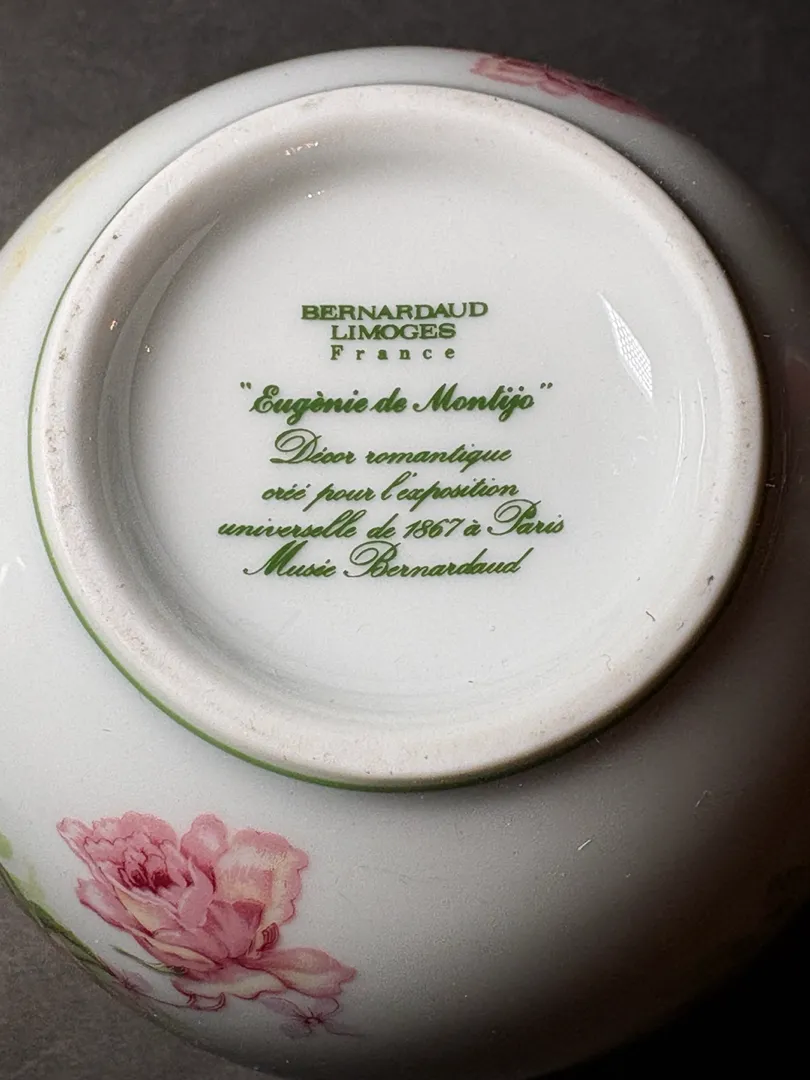 BERNARDAUD
LIMOGES
France
"Eugènie de Montijo"
Décor romantique
créé pour l'exposition
universelle de 1867 à Paris
Musée Bernardaud